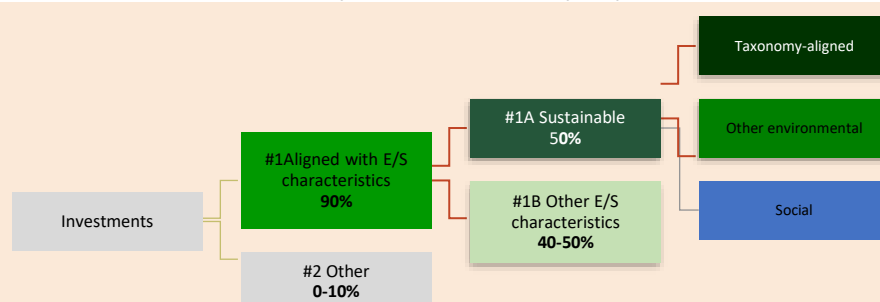 Taxonomy-aligned
#1A Sustainable
50%
Other environmental
#1Aligned with E/S
characteristics
90%
Investments
#1B Other E/S
characteristics
40-50%
Social
#2 Other
0-10%